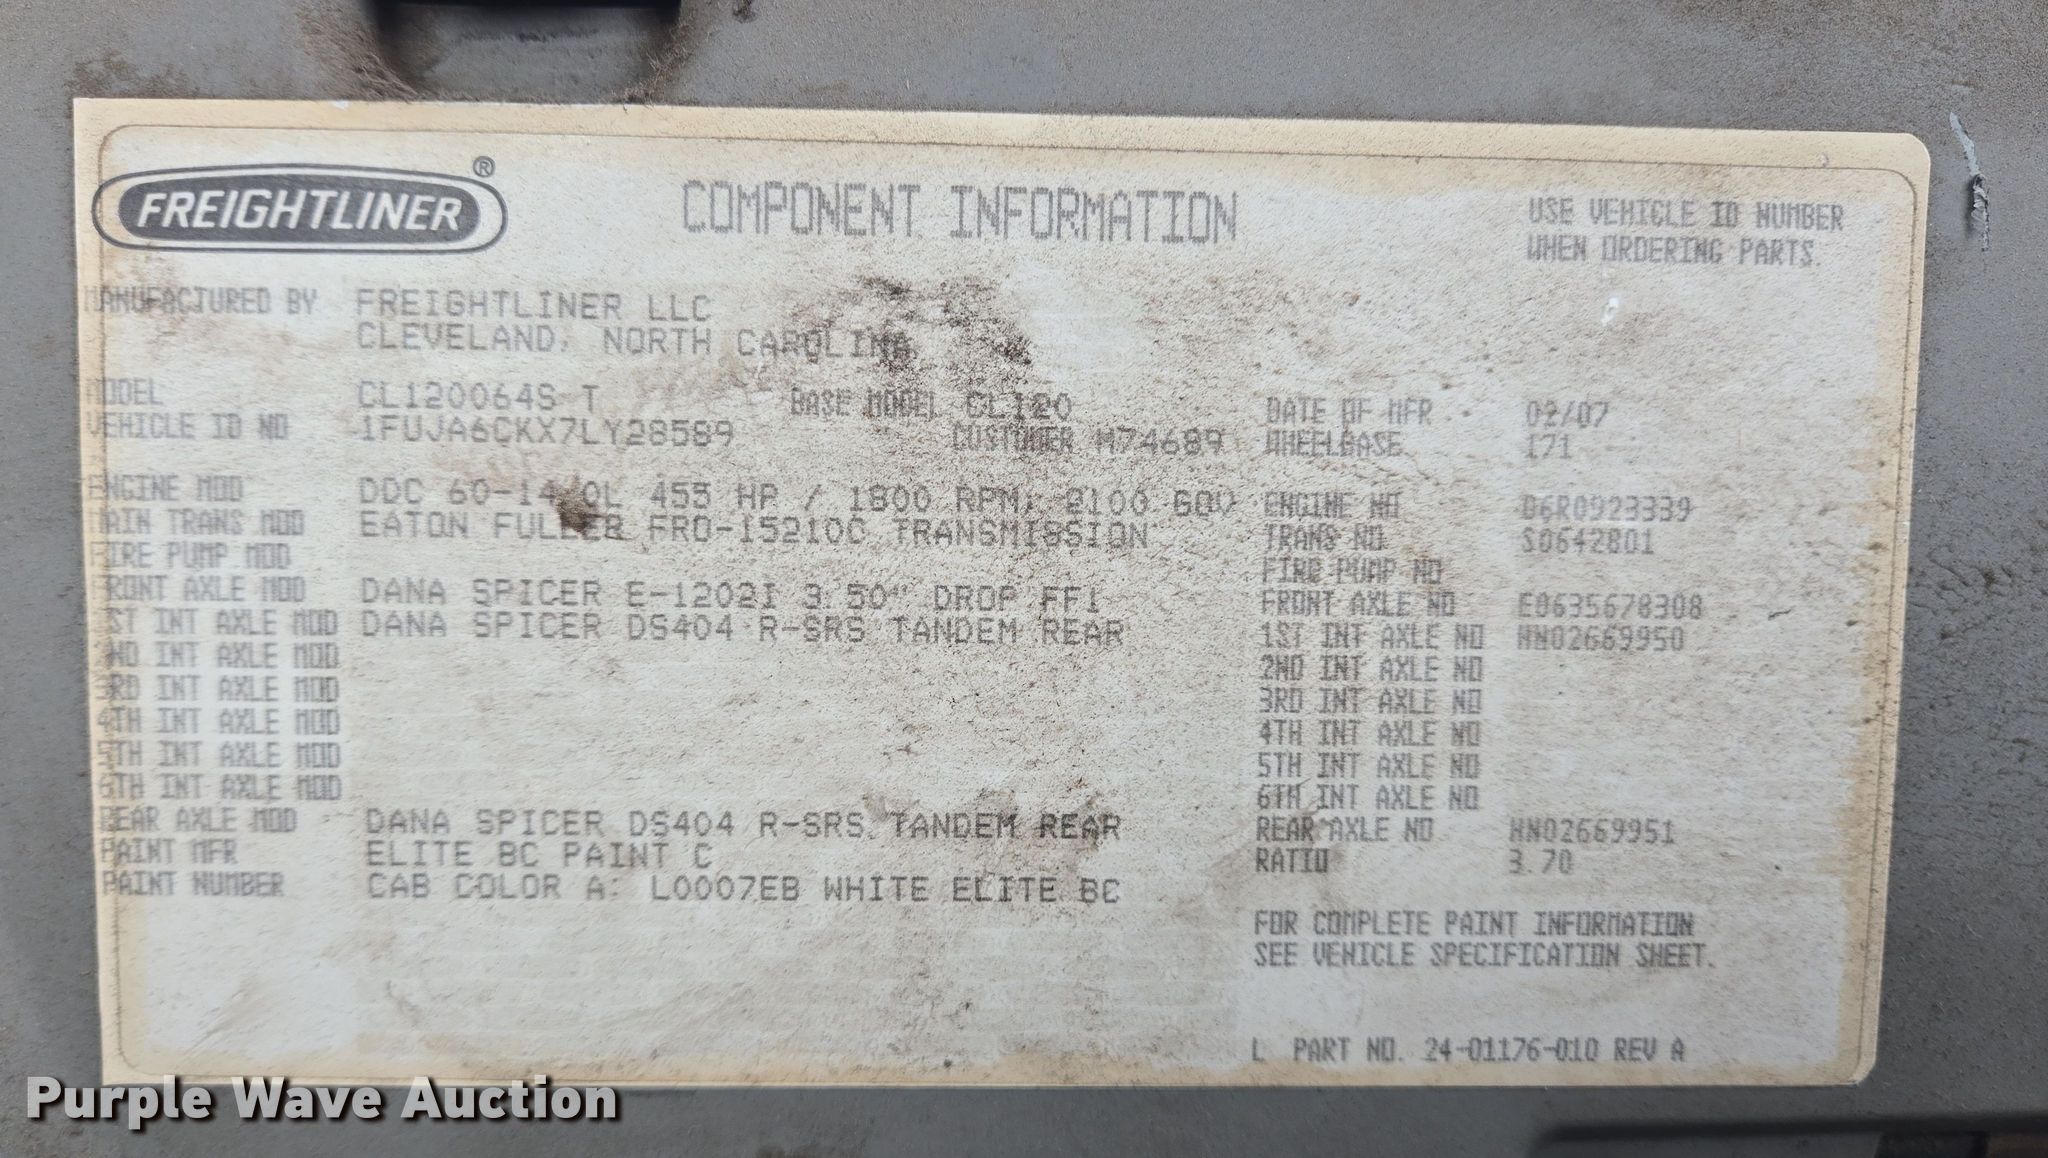 FREIGHTLINER®
COMPONENT INFORMATION
USE VEHICLE ID NUMBER
WHEN ORDERING PARTS.
MANUFACTURED BY FREIGHTLINER LLC
CLEVELAND, NORTH CAROLINA
MODEL CL120064S T BASE MODEL CL120 DATE OF MFR 02/07
VEHICLE ID NO 1FUJA6CKX7LY28589 CUSTOMER M74689 WHEELBASE 171
ENGINE MOD DDC 60-14.0L 455 HP / 1800 RPM, 2100 GOV ENGINE NO 06R0923339
MAIN TRANS MOD EATON FULLER FRO-15210C TRANSMISSION TRANS NO S0642801
FIRE PUMP MOD FIRE PUMP NO
FRONT AXLE MOD DANA SPICER E-1202I 3.50" DROP FF1 FRONT AXLE NO E0635678308
1ST INT AXLE MOD DANA SPICER DS404 R-SRS TANDEM REAR 1ST INT AXLE NO NN02669950
2ND INT AXLE MOD 2ND INT AXLE NO
3RD INT AXLE MOD 3RD INT AXLE NO
4TH INT AXLE MOD 4TH INT AXLE NO
5TH INT AXLE MOD 5TH INT AXLE NO
6TH INT AXLE MOD 6TH INT AXLE NO
REAR AXLE MOD DANA SPICER DS404 R-SRS TANDEM REAR REAR AXLE NO NN02669951
PAINT MFR ELITE BC PAINT C RATIO 3.70
PAINT NUMBER CAB COLOR A: L0007EB WHITE ELITE BC
FOR COMPLETE PAINT INFORMATION
SEE VEHICLE SPECIFICATION SHEET.
L PART NO. 24-01176-010 REV A
Purple Wave Auction